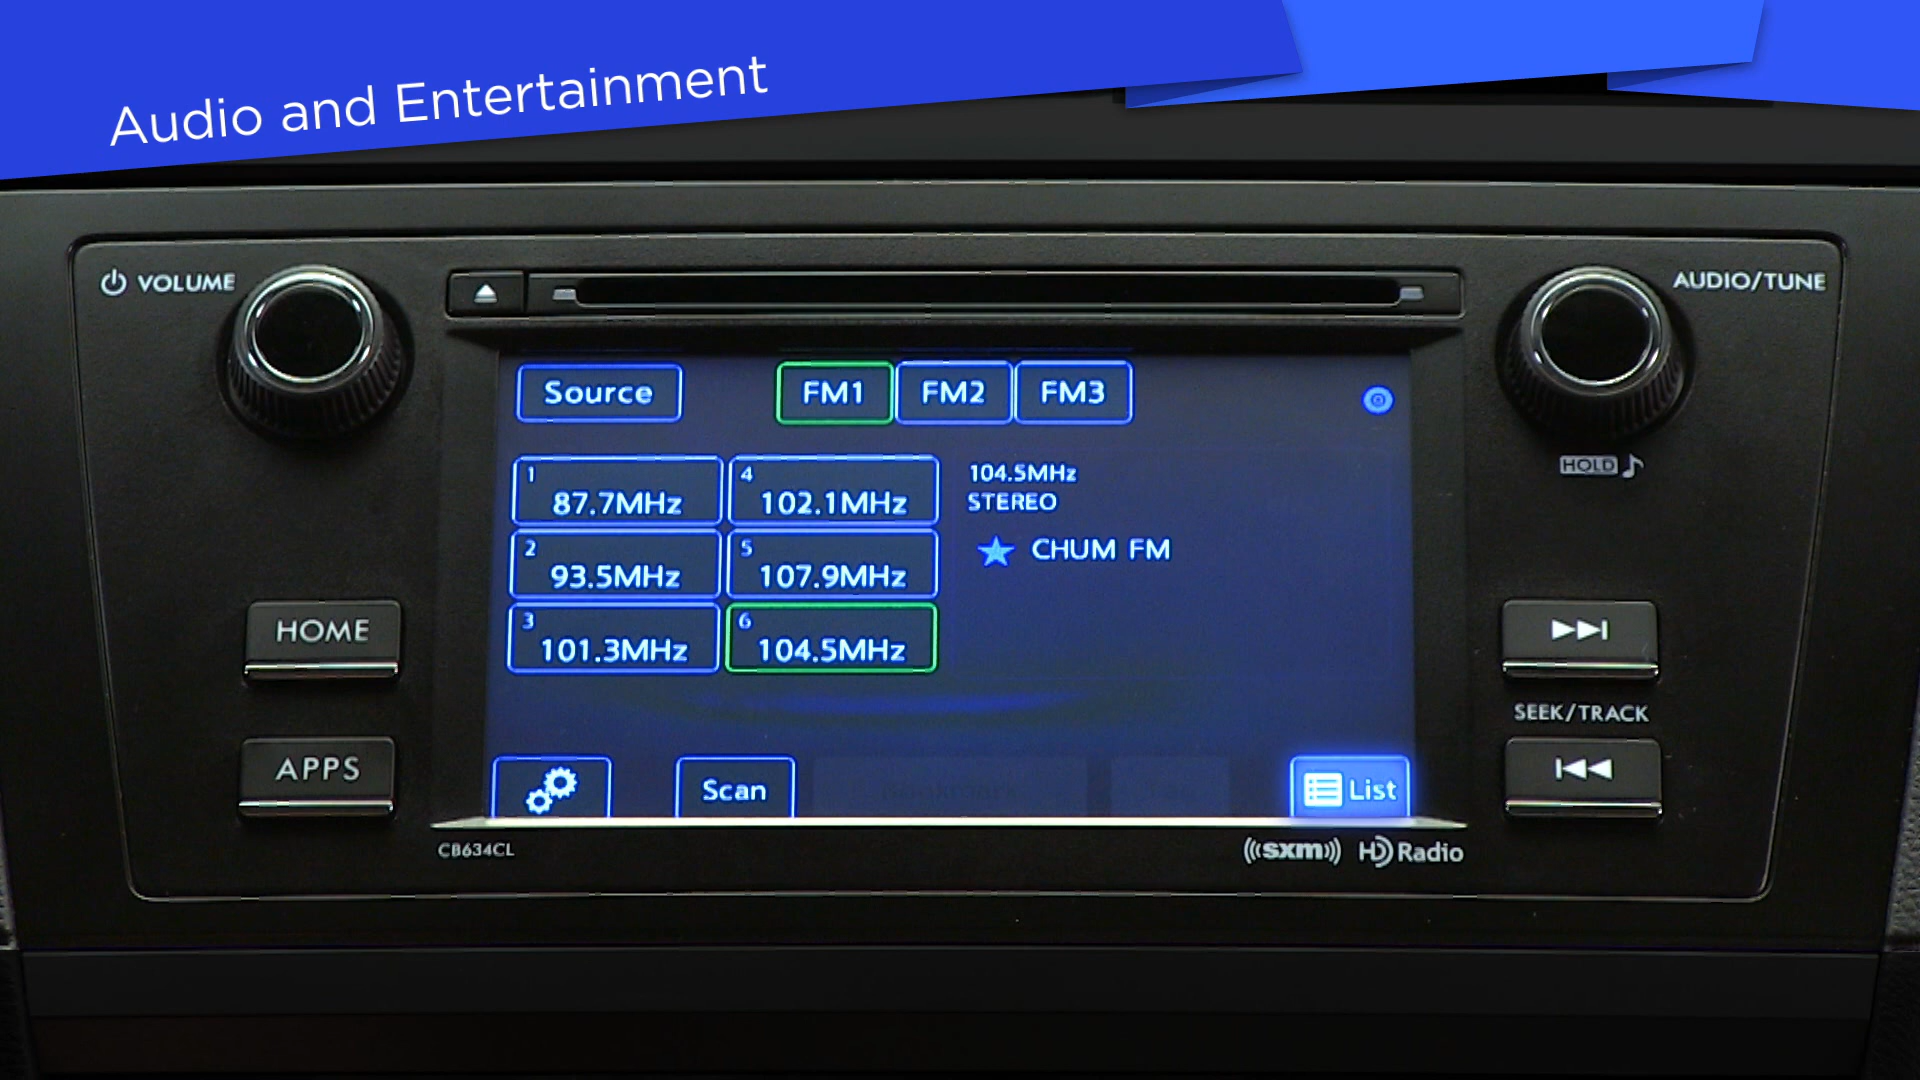 Audio and Entertainment
VOLUME
AUDIO/TUNE
Source
FM1 FM2 FM3
1 87.7MHz
4 102.1MHz
104.5MHz
STEREO
HOLD
2 93.5MHz
5 107.9MHz
CHUM FM
3 101.3MHz
6 104.5MHz
HOME
SEEK/TRACK
APPS
Scan
List
CB634CL
((sxm)) HD Radio